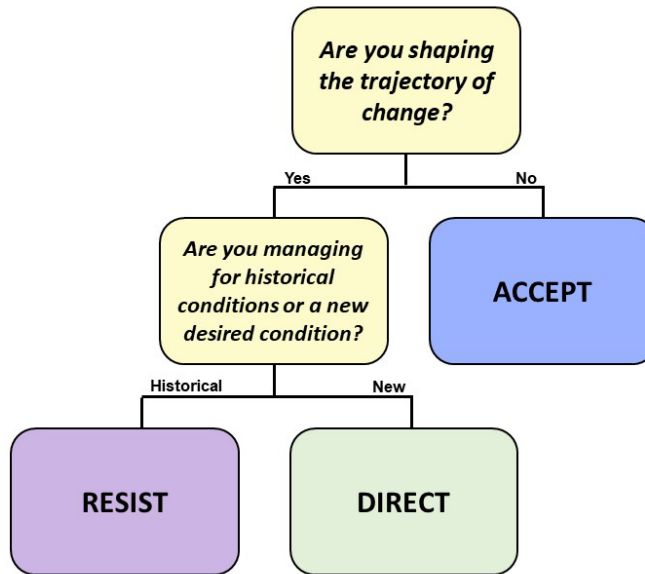 Are you shaping
the trajectory of
change?
Yes
No
Are you managing
for historical
conditions or a new
desired condition?
ACCEPT
Historical
New
RESIST
DIRECT